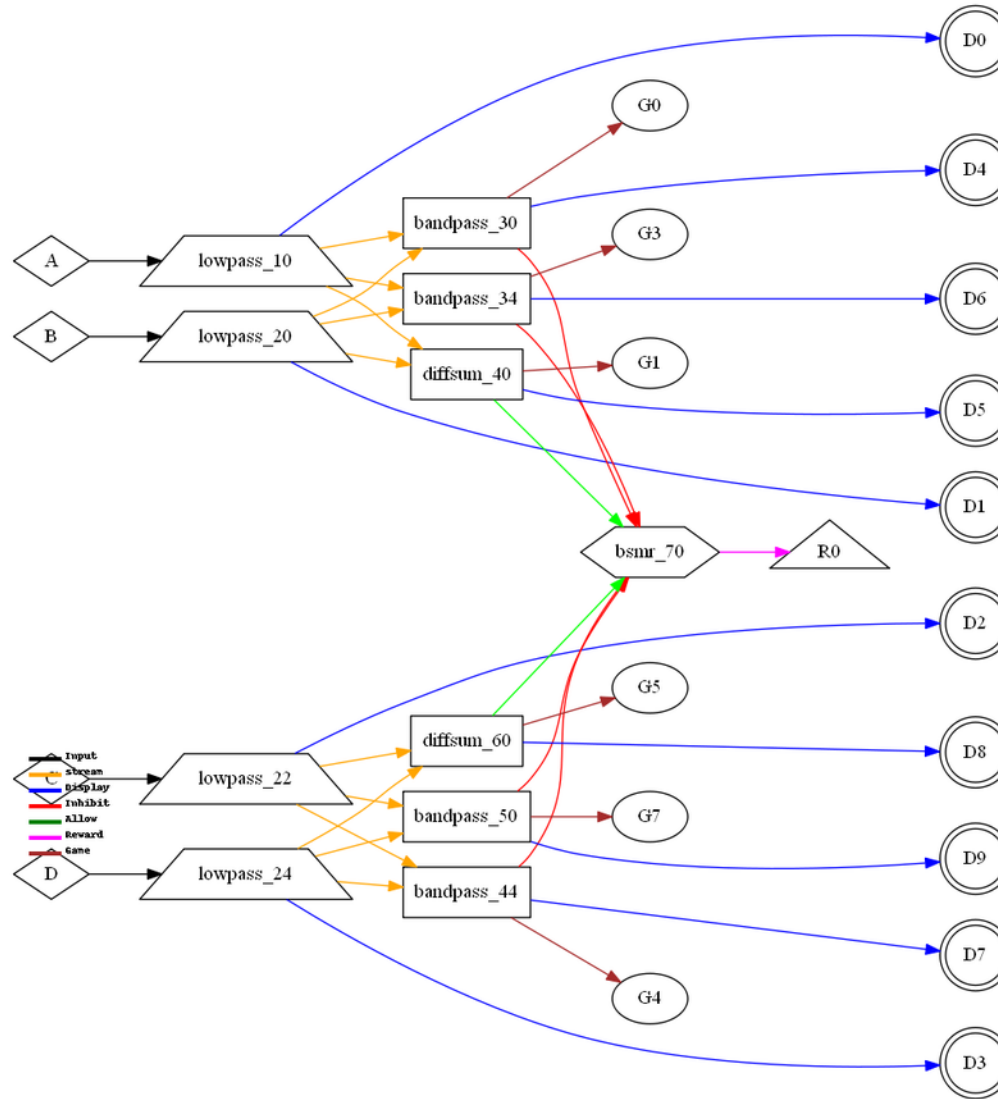 D0
G0
D4
bandpass_30
G3
A
lowpass_10
bandpass_34
D6
B
lowpass_20
G1
diffsum_40
D5
D1
bsmr_70
R0
D2
G5
diffsum_60
D8
Input
C
lowpass_22
stream
Display
Inhibit
Allow
Reward
Game
bandpass_50
G7
D9
D
lowpass_24
bandpass_44
D7
G4
D3